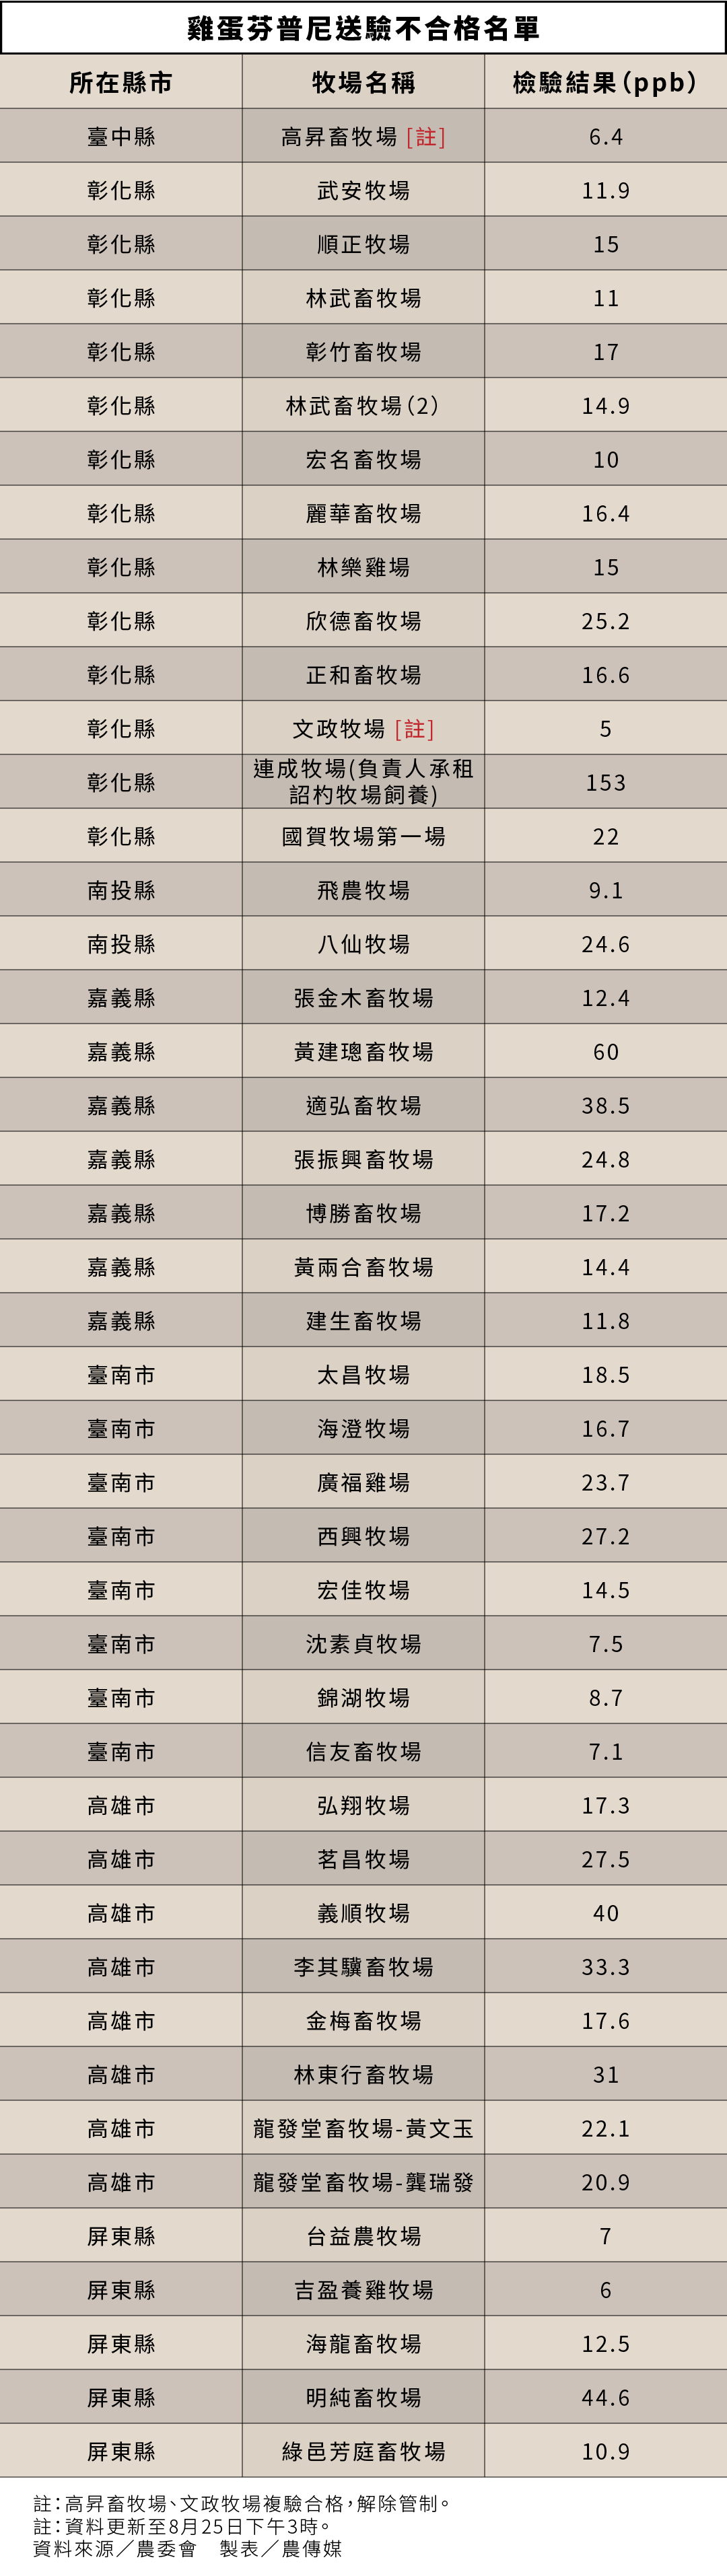 雞蛋芬普尼送驗不合格名單
所在縣市 牧場名稱 檢驗結果(ppb)
臺中縣 高昇畜牧場 [註] 6.4
彰化縣 武安牧場 11.9
彰化縣 順正牧場 15
彰化縣 林武畜牧場 11
彰化縣 彰竹畜牧場 17
彰化縣 林武畜牧場(2) 14.9
彰化縣 宏名畜牧場 10
彰化縣 麗華畜牧場 16.4
彰化縣 林樂雞場 15
彰化縣 欣德畜牧場 25.2
彰化縣 正和畜牧場 16.6
彰化縣 文政牧場 [註] 5
彰化縣 連成牧場(負責人承租
詔杓牧場飼養) 153
彰化縣 國賀牧場第一場 22
南投縣 飛農牧場 9.1
南投縣 八仙牧場 24.6
嘉義縣 張金木畜牧場 12.4
嘉義縣 黃建璁畜牧場 60
嘉義縣 適弘畜牧場 38.5
嘉義縣 張振興畜牧場 24.8
嘉義縣 博勝畜牧場 17.2
嘉義縣 黃兩合畜牧場 14.4
嘉義縣 建生畜牧場 11.8
臺南市 太昌牧場 18.5
臺南市 海澄牧場 16.7
臺南市 廣福雞場 23.7
臺南市 西興牧場 27.2
臺南市 宏佳牧場 14.5
臺南市 沈素貞牧場 7.5
臺南市 錦湖牧場 8.7
臺南市 信友畜牧場 7.1
高雄市 弘翔牧場 17.3
高雄市 茗昌牧場 27.5
高雄市 義順牧場 40
高雄市 李其驥畜牧場 33.3
高雄市 金梅畜牧場 17.6
高雄市 林東行畜牧場 31
高雄市 龍發堂畜牧場-黃文玉 22.1
高雄市 龍發堂畜牧場-龔瑞發 20.9
屏東縣 台益農牧場 7
屏東縣 吉盈養雞牧場 6
屏東縣 海龍畜牧場 12.5
屏東縣 明純畜牧場 44.6
屏東縣 綠邑芳庭畜牧場 10.9
註：高昇畜牧場、文政牧場複驗合格，解除管制。
註：資料更新至8月25日下午3時。
資料來源／農委會　製表／農傳媒